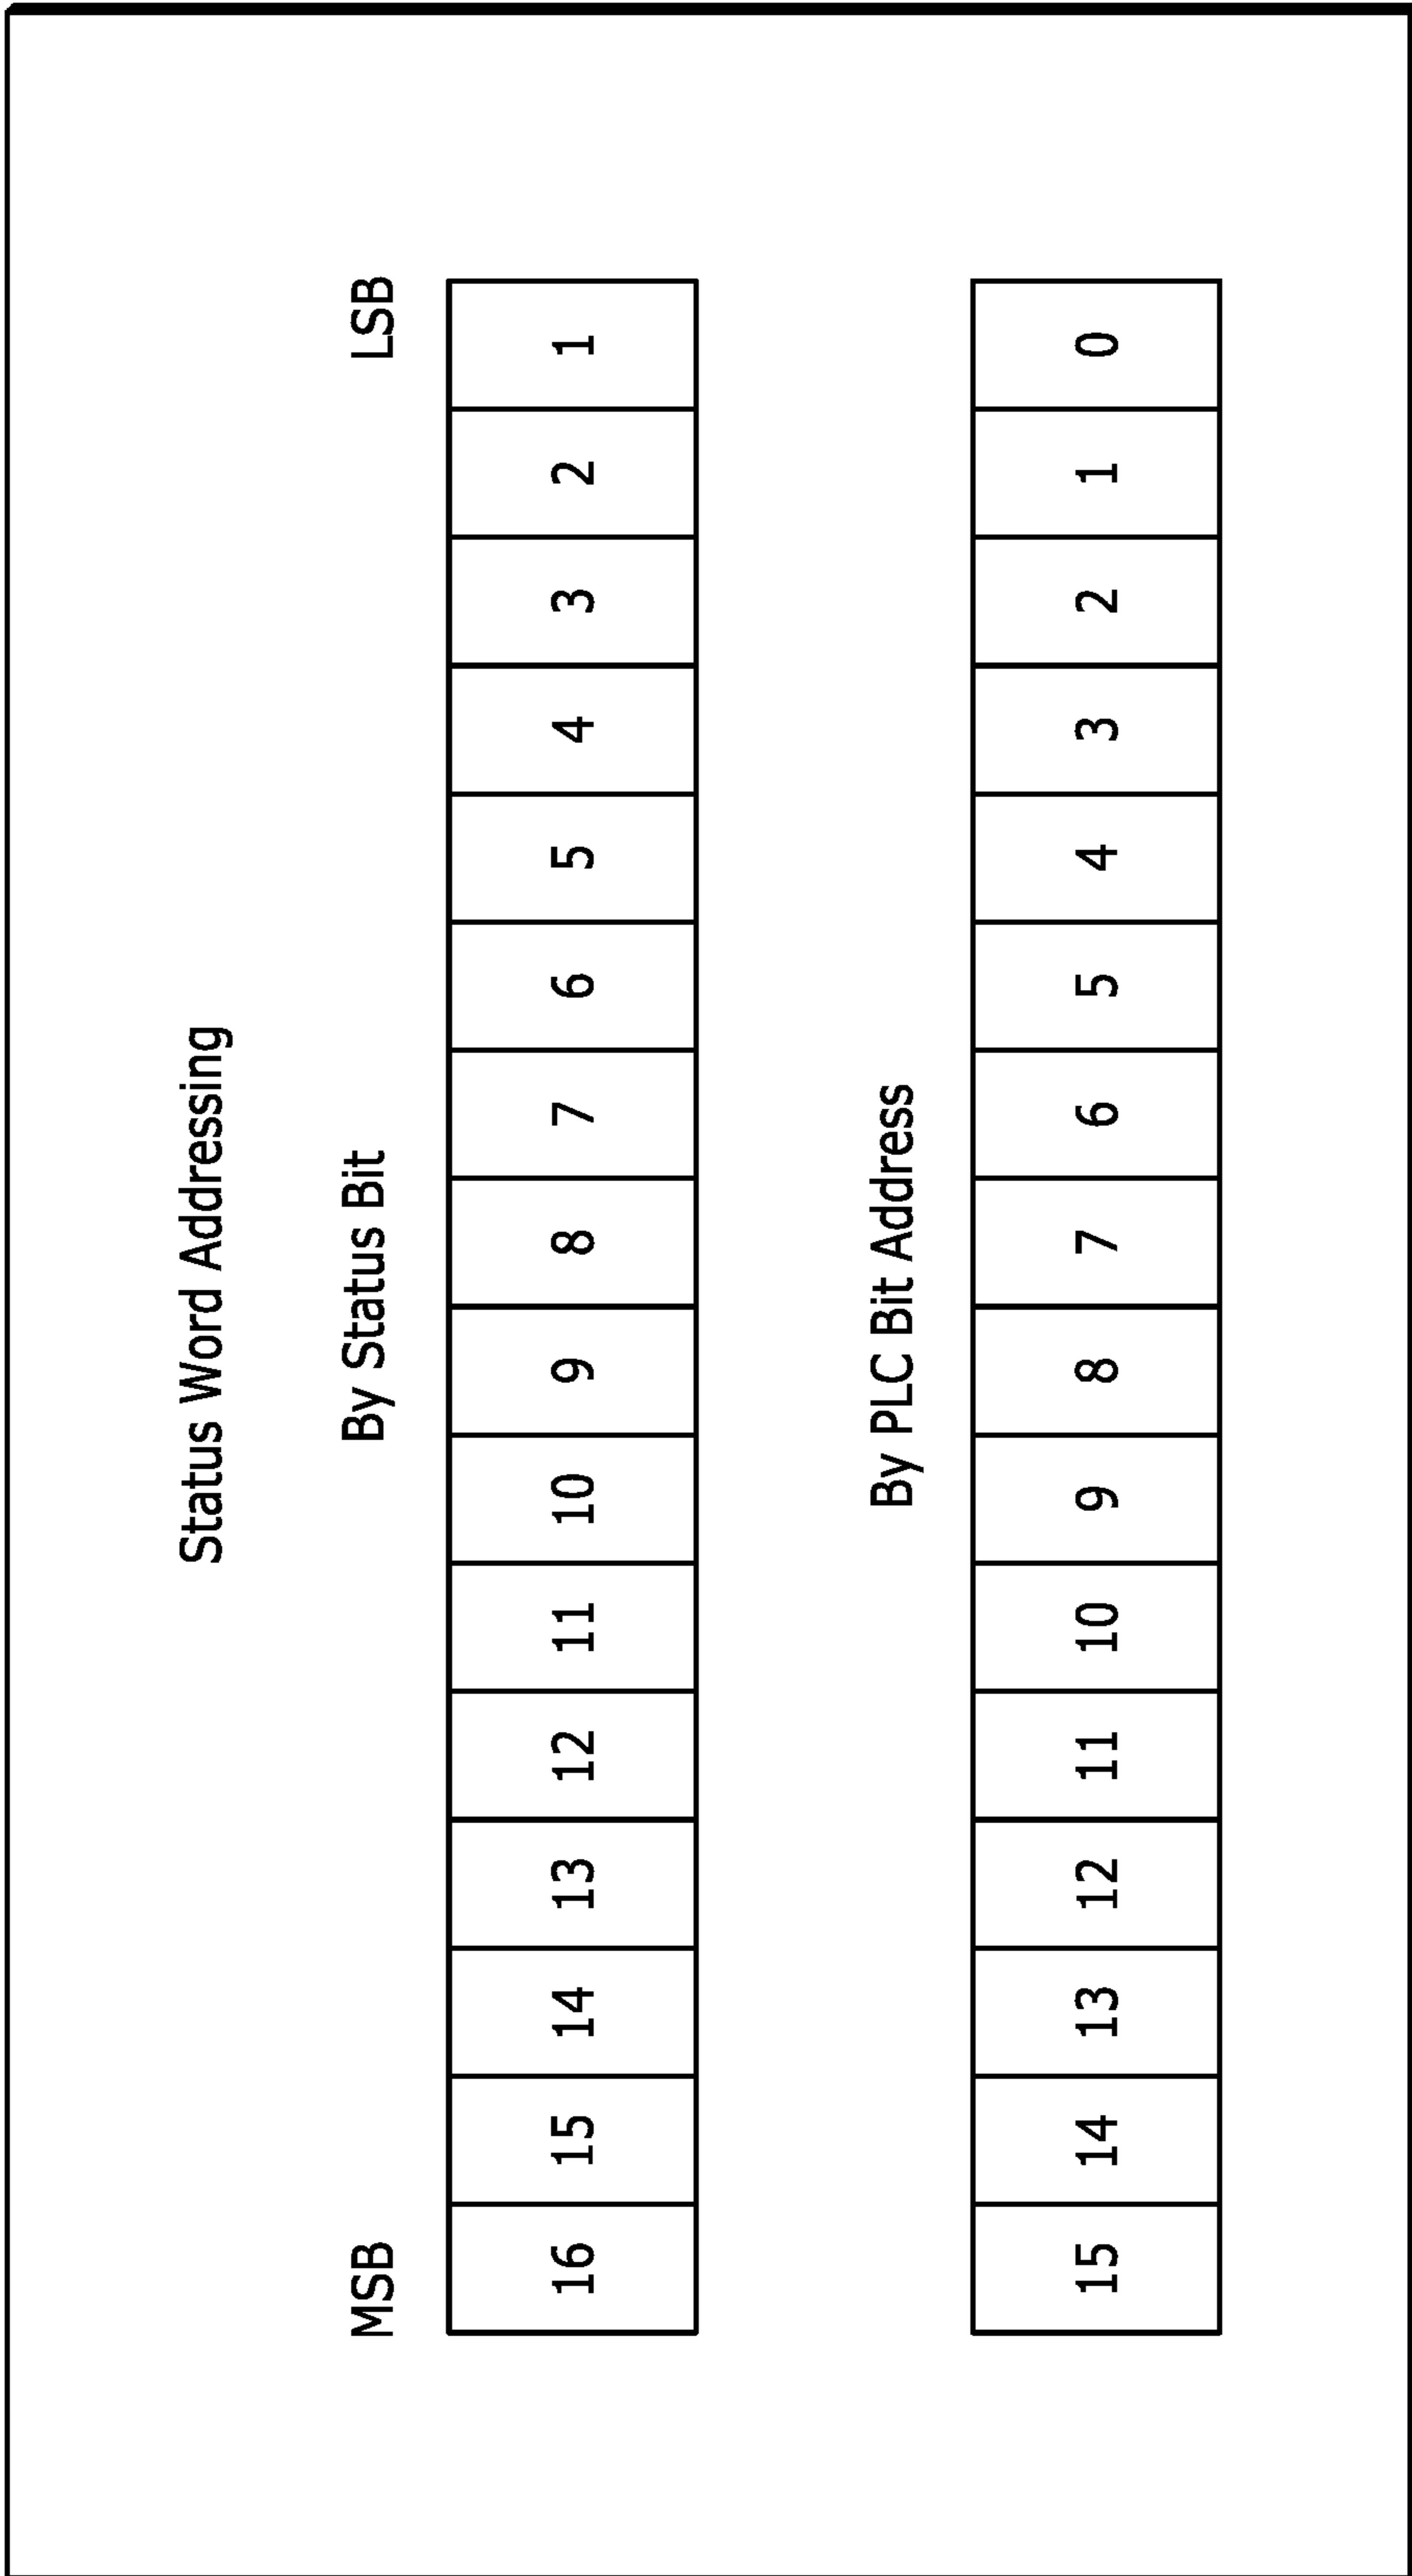 Status Word Addressing
By Status Bit
MSB LSB
16 15 14 13 12 11 10 9 8 7 6 5 4 3 2 1
By PLC Bit Address
15 14 13 12 11 10 9 8 7 6 5 4 3 2 1 0